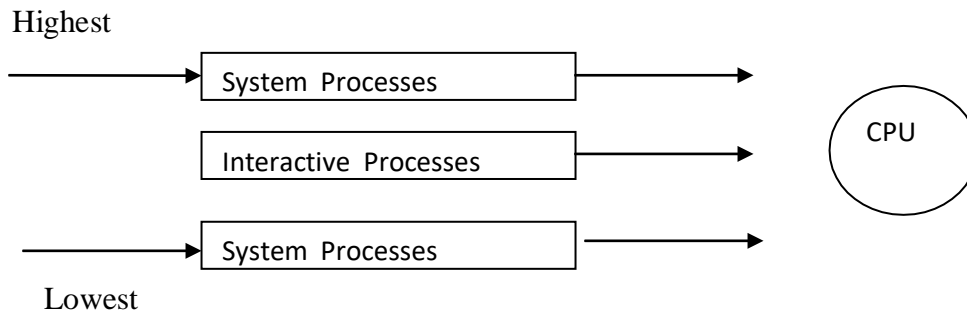 Highest
System Processes
CPU
Interactive Processes
System Processes
Lowest